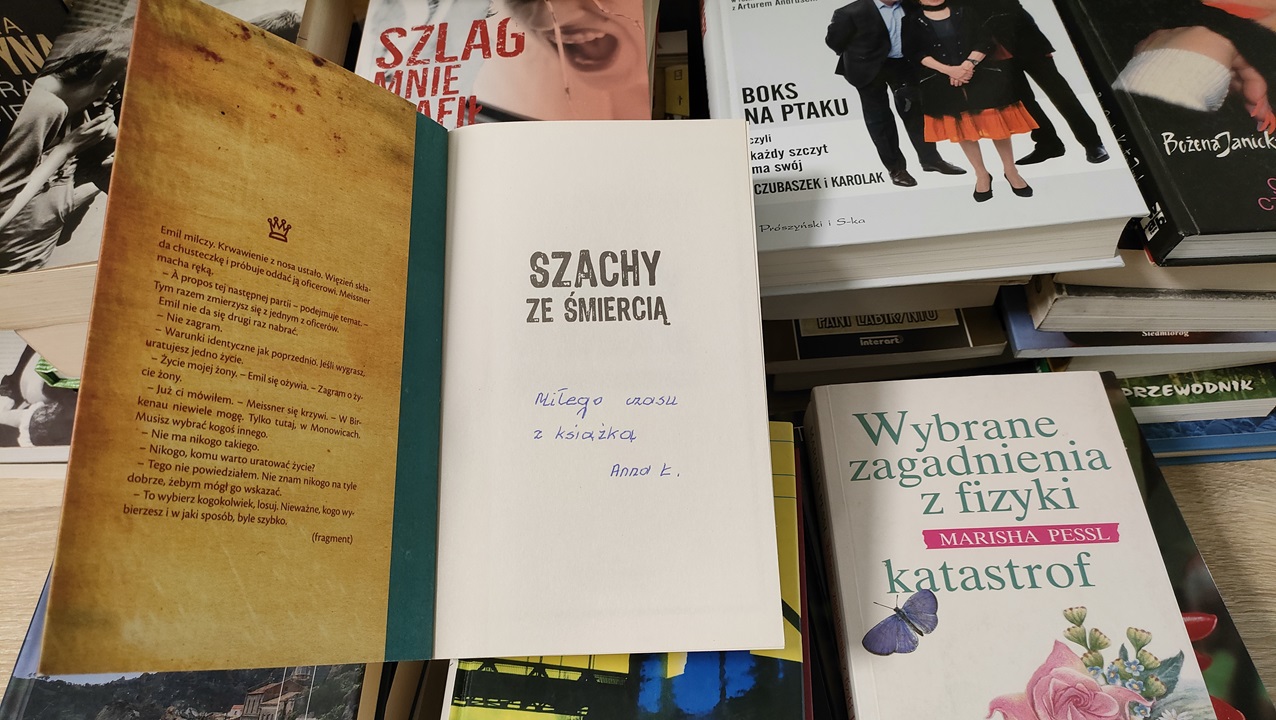 SZLAG
MNIE
z Arturem
BOKS
NA PTAKU
czyli
każdy szczyt
ma swój
CZUBASZEK i KAROLAK
Prószyński i S-ka
Bożena Janick
Emil milczy. Krwawienie z nosa ustało. Więzień skła-
da chusteczkę i próbuje oddać ją oficerowi. Meissner
macha ręką.
– À propos tej następnej partii – podejmuje temat. –
Tym razem zmierzysz się z jednym z oficerów.
Emil nie da się drugi raz nabrać.
– Nie zagram.
– Warunki identyczne jak poprzednio. Jeśli wygrasz,
uratujesz jedno życie.
– Życie mojej żony. – Emil się ożywia. – Zagram o ży-
cie żony.
– Już ci mówiłem. – Meissner się krzywi. – W Bir-
kenau niewiele mogę. Tylko tutaj, w Monowicach.
Musisz wybrać kogoś innego.
– Nie ma nikogo takiego.
– Nikogo, komu warto uratować życie?
– Tego nie powiedziałem. Nie znam nikogo na tyle
dobrze, żebym mógł go wskazać.
– To wybierz kogokolwiek, losuj. Nieważne, kogo wy-
bierzesz i w jaki sposób, byle szybko.
(fragment)
SZACHY
ZE ŚMIERCIĄ
Miłego czasu
z książką
Anna Ł.
PANI LABIRYNTU
interart
Siedmioróg
PRZEWODNIK
Wybrane
zagadnienia
z fizyki
MARISHA PESSL
katastrof